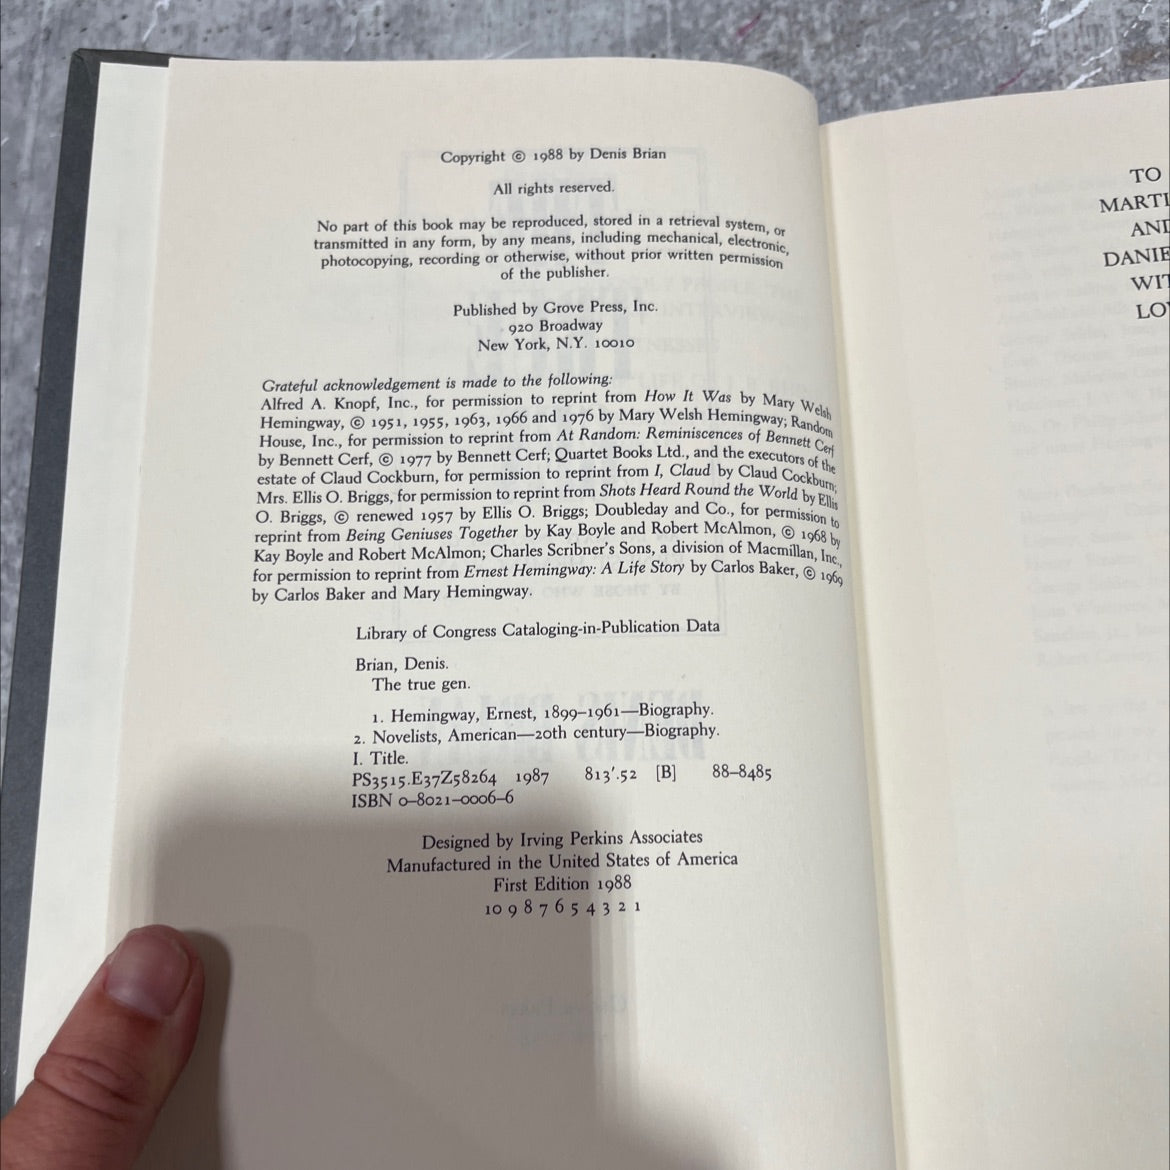 Copyright © 1988 by Denis Brian
All rights reserved.
No part of this book may be reproduced, stored in a retrieval system, or
transmitted in any form, by any means, including mechanical, electronic,
photocopying, recording or otherwise, without prior written permission
of the publisher.
Published by Grove Press, Inc.
920 Broadway
New York, N.Y. 10010
Grateful acknowledgement is made to the following:
Alfred A. Knopf, Inc., for permission to reprint from How It Was by Mary Welsh
Hemingway, © 1951, 1955, 1963, 1966 and 1976 by Mary Welsh Hemingway; Random
House, Inc., for permission to reprint from At Random: Reminiscences of Bennett Cerf
by Bennett Cerf, © 1977 by Bennett Cerf; Quartet Books Ltd., and the executors of the
estate of Claud Cockburn, for permission to reprint from I, Claud by Claud Cockburn;
Mrs. Ellis O. Briggs, for permission to reprint from Shots Heard Round the World by Ellis
O. Briggs, © renewed 1957 by Ellis O. Briggs; Doubleday and Co., for permission to
reprint from Being Geniuses Together by Kay Boyle and Robert McAlmon, © 1968 by
Kay Boyle and Robert McAlmon; Charles Scribner's Sons, a division of Macmillan, Inc.,
for permission to reprint from Ernest Hemingway: A Life Story by Carlos Baker, © 1969
by Carlos Baker and Mary Hemingway.
Library of Congress Cataloging-in-Publication Data
Brian, Denis.
The true gen.
1. Hemingway, Ernest, 1899–1961—Biography.
2. Novelists, American—20th century—Biography.
I. Title.
PS3515.E37Z58264 1987 813'.52 [B] 88–8485
ISBN 0–8021–0006–6
Designed by Irving Perkins Associates
Manufactured in the United States of America
First Edition 1988
10 9 8 7 6 5 4 3 2 1
TO
MARTI
AND
DANIE
WIT
LO